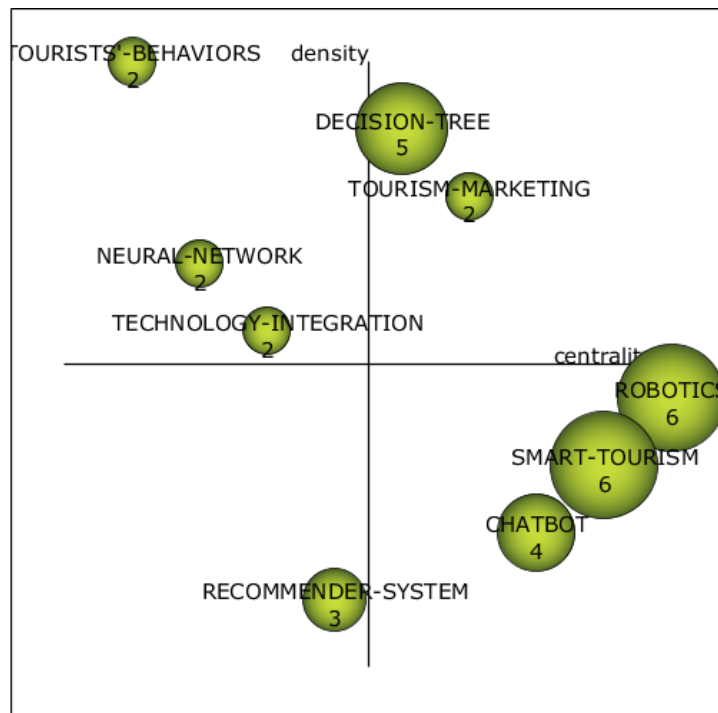 TOURISTS'-BEHAVIORS
2
density
DECISION-TREE
5
TOURISM-MARKETING
2
NEURAL-NETWORK
2
TECHNOLOGY-INTEGRATION
2
centralit
ROBOTICS
6
SMART-TOURISM
6
CHATBOT
4
RECOMMENDER-SYSTEM
3